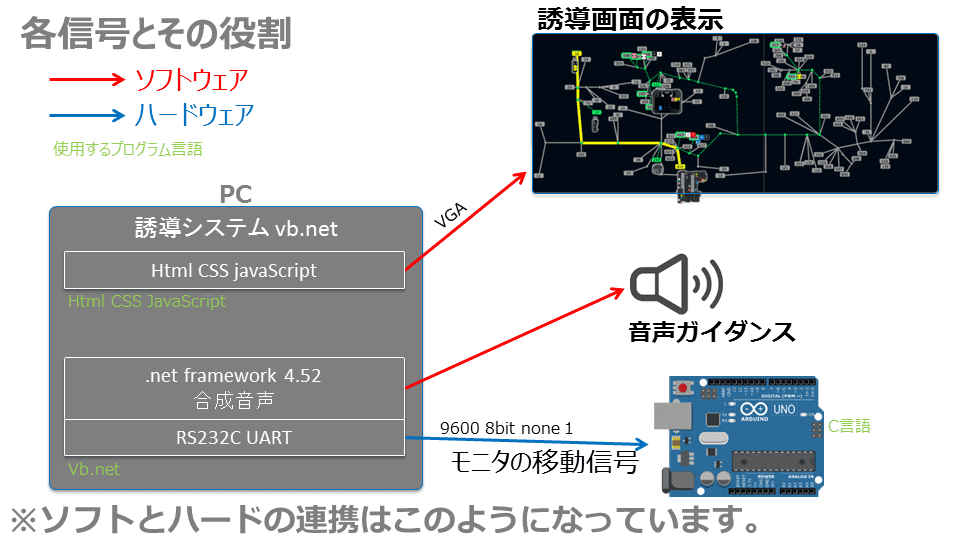 各信号とその役割
ソフトウェア
ハードウェア
使用するプログラム言語
誘導画面の表示
PC
誘導システム vb.net
Html CSS javaScript
Html CSS JavaScript
VGA
音声ガイダンス
.net framework 4.52
合成音声
RS232C UART
Vb.net
9600 8bit none 1
モニタの移動信号
DIGITAL (PWM ~)
UNO
ARDUINO
POWER
ANALOG IN
C言語
※ソフトとハードの連携はこのようになっています。